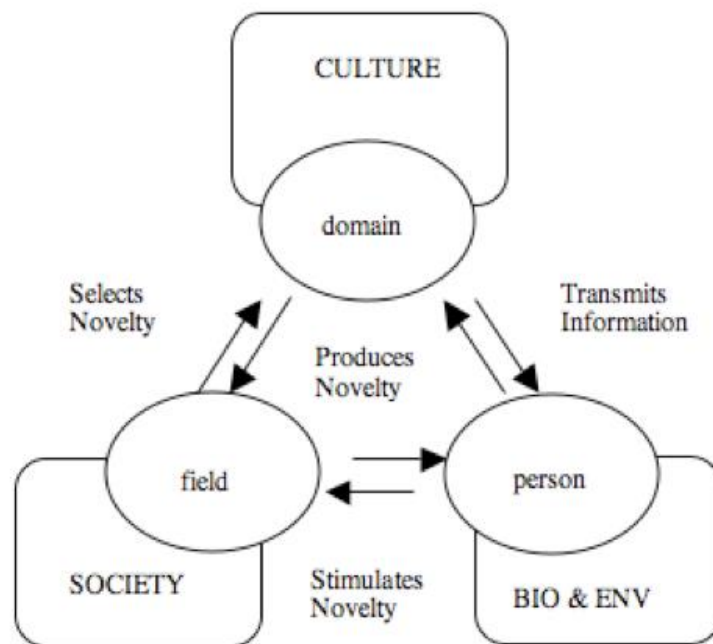 CULTURE
domain
Selects
Novelty
Transmits
Information
Produces
Novelty
field
person
SOCIETY
Stimulates
Novelty
BIO & ENV